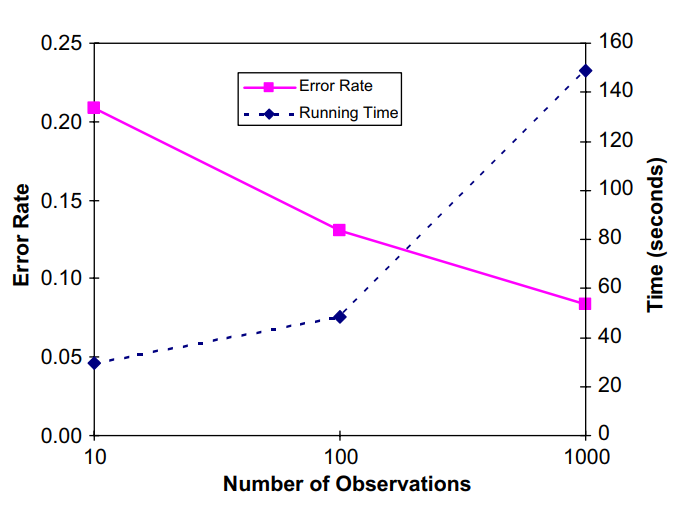 0.25
0.20
0.15
0.10
0.05
0.00
Error Rate
Error Rate
Running Time
160
140
120
100
80
60
40
20
0
Time (seconds)
10 100 1000
Number of Observations